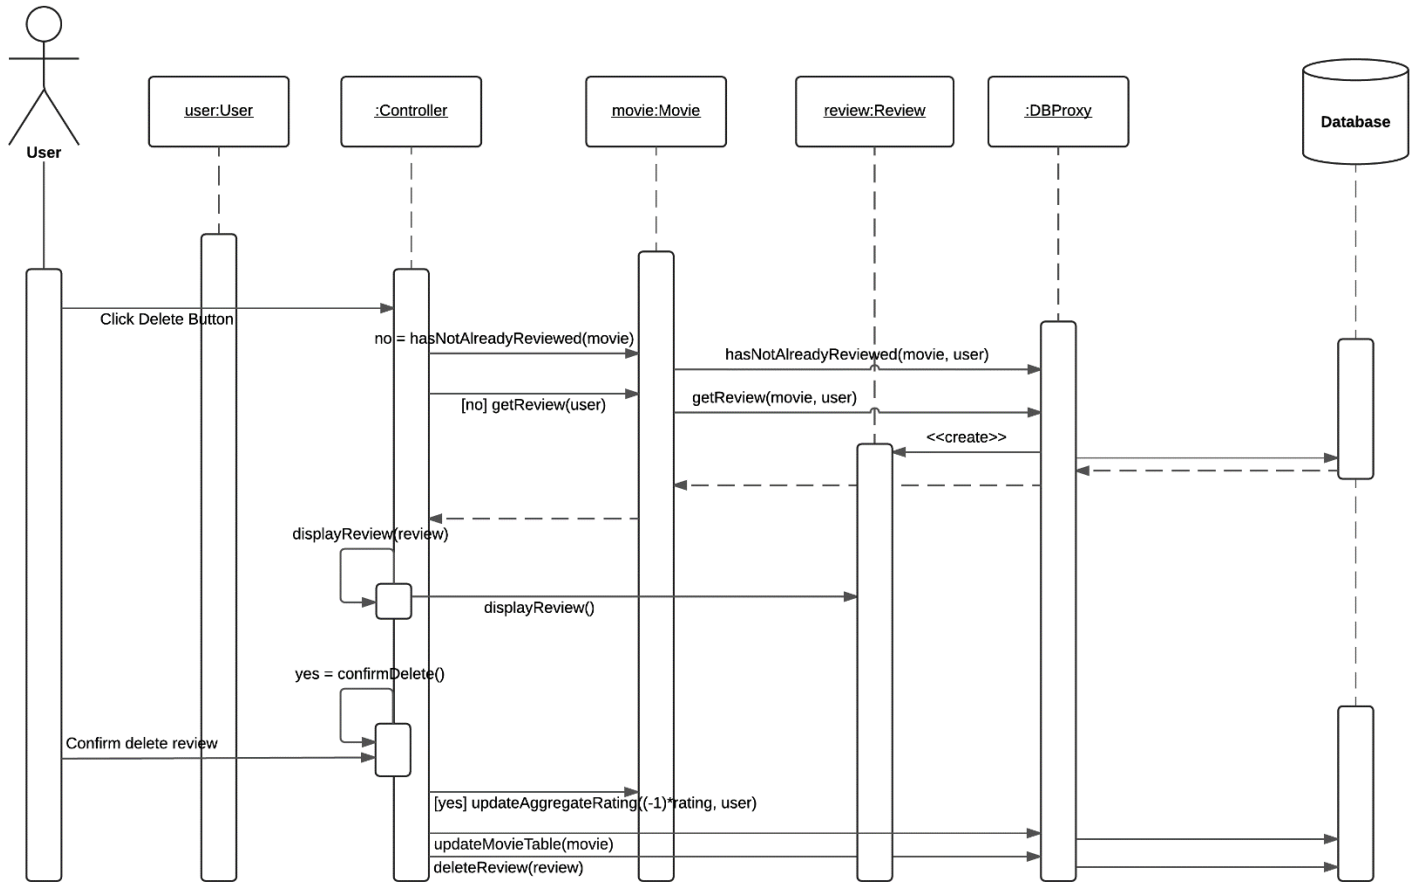 User
user:User
:Controller
movie:Movie
review:Review
:DBProxy
Database
Click Delete Button
no = hasNotAlreadyReviewed(movie)
hasNotAlreadyReviewed(movie, user)
[no] getReview(user)
getReview(movie, user)
<<create>>
displayReview(review)
displayReview()
yes = confirmDelete()
Confirm delete review
[yes] updateAggregateRating((-1)*rating, user)
updateMovieTable(movie)
deleteReview(review)